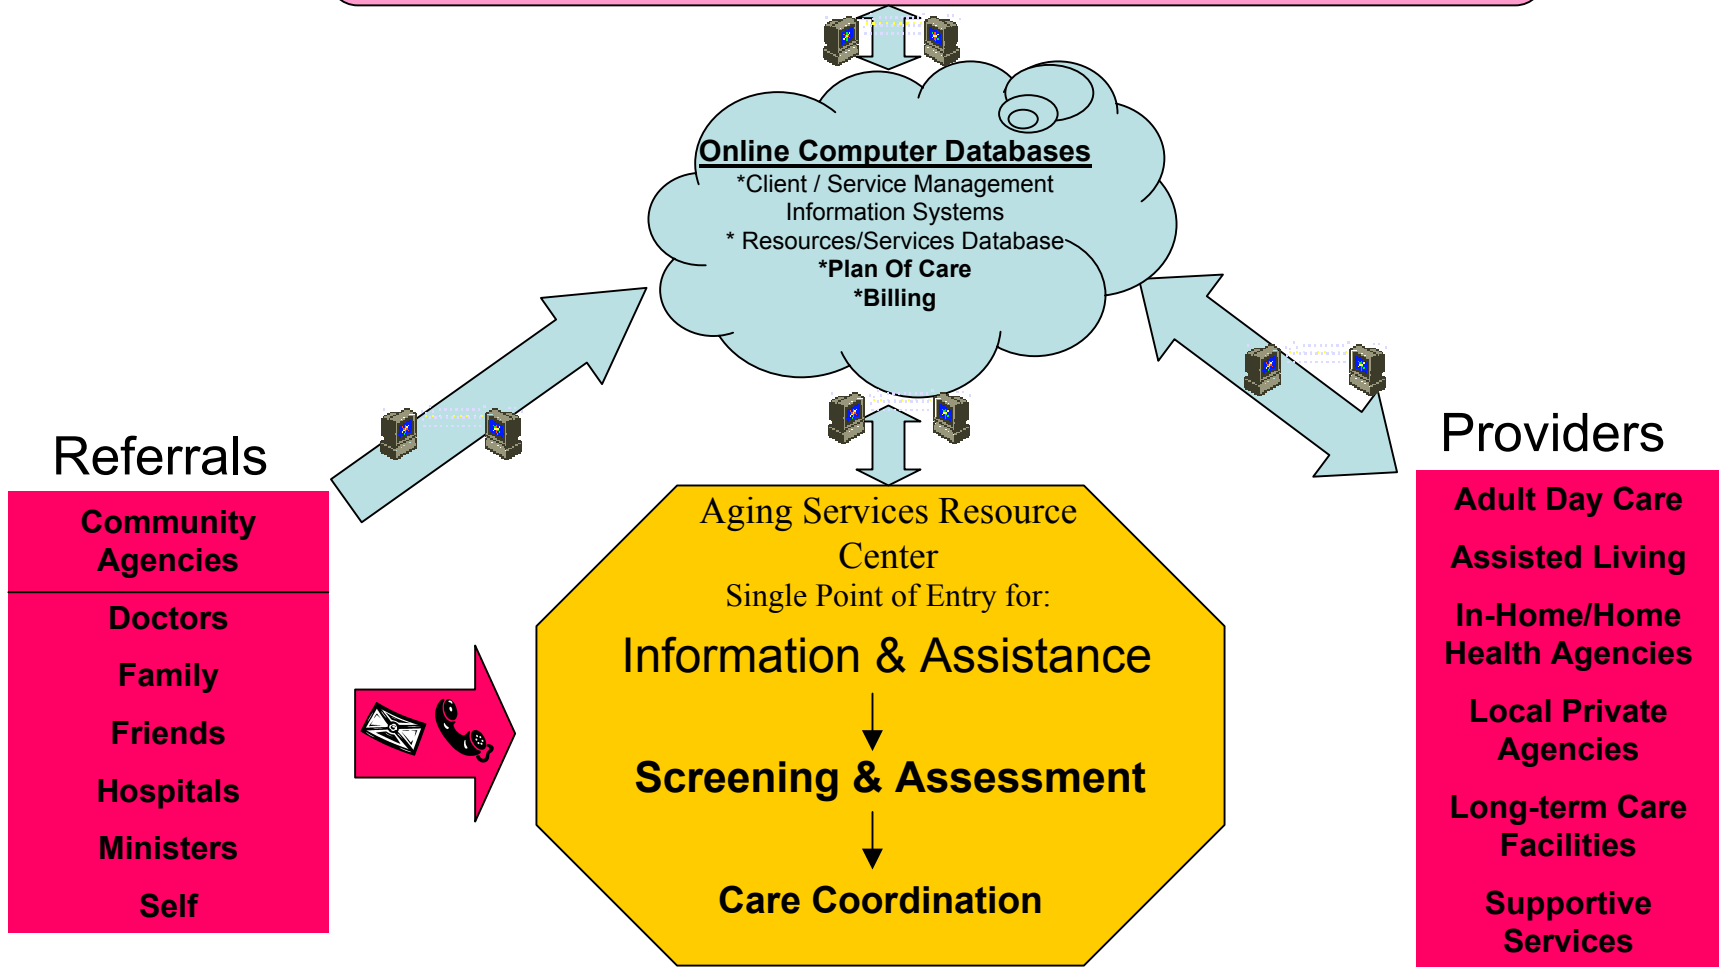 Online Computer Databases
*Client / Service Management
Information Systems
* Resources/Services Database
*Plan Of Care
*Billing
Referrals
Community
Agencies
Doctors
Family
Friends
Hospitals
Ministers
Self
Aging Services Resource
Center
Single Point of Entry for:
Information & Assistance
Screening & Assessment
Care Coordination
Providers
Adult Day Care
Assisted Living
In-Home/Home
Health Agencies
Local Private
Agencies
Long-term Care
Facilities
Supportive
Services